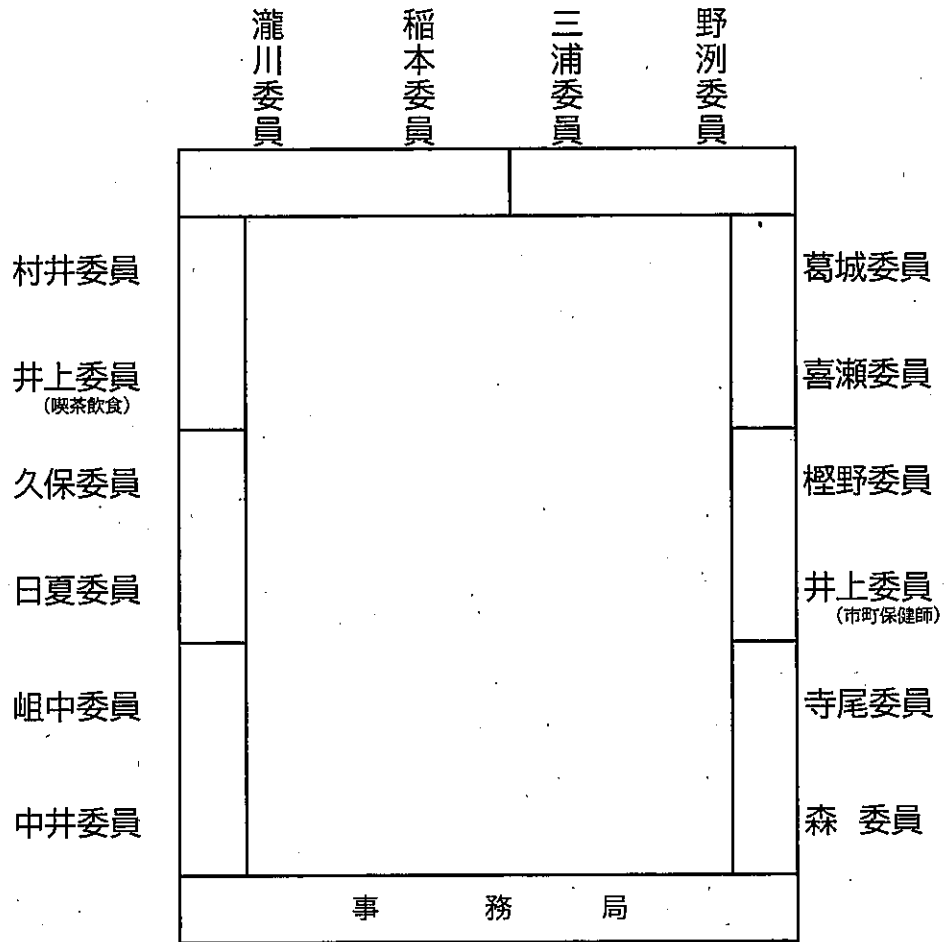 瀧川委員
稲本委員
三浦委員
野洌委員
村井委員
葛城委員
井上委員
(喫茶飲食)
喜瀬委員
久保委員
樫野委員
日夏委員
井上委員
(市町保健師)
岨中委員
寺尾委員
中井委員
森 委員
事 務 局